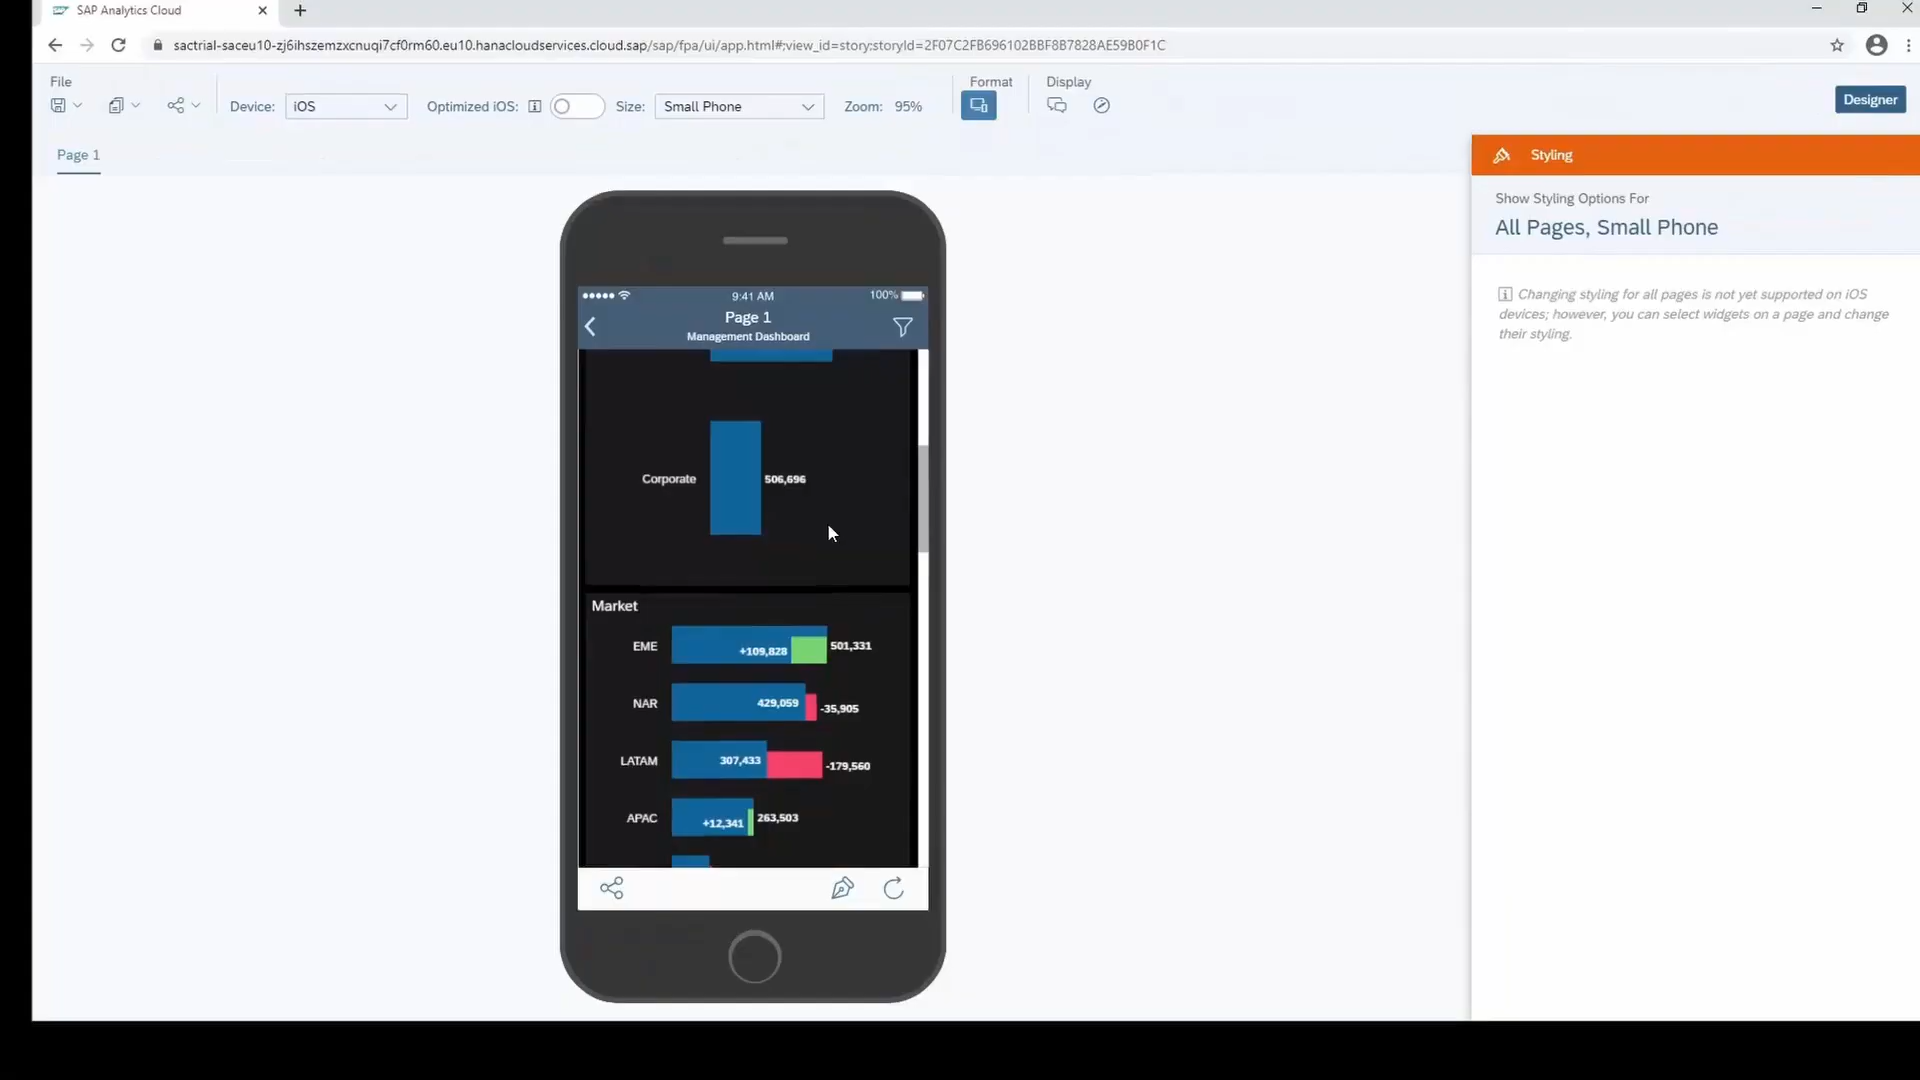 SAP Analytics Cloud
sactrial-saceu10-zj6ihszemzxcnuqi7cf0rm60.eu10.hanacloudservices.cloud.sap/sap/fpa/ui/app.html#;view_id=story;storyId=2F07C2FB696102BBF8B7828AE59B0F1C
File
Format
Display
Device:
iOS
Optimized iOS:
Size:
Small Phone
Zoom:
95%
Designer
Page 1
Styling
Show Styling Options For
All Pages, Small Phone
Changing styling for all pages is not yet supported on iOS
devices; however, you can select widgets on a page and change
their styling.
9:41 AM
100%
Page 1
Management Dashboard
Corporate
506,696
Market
EME
+109,828
501,331
NAR
429,059
-35,905
LATAM
307,433
-179,560
APAC
+12,341
263,503